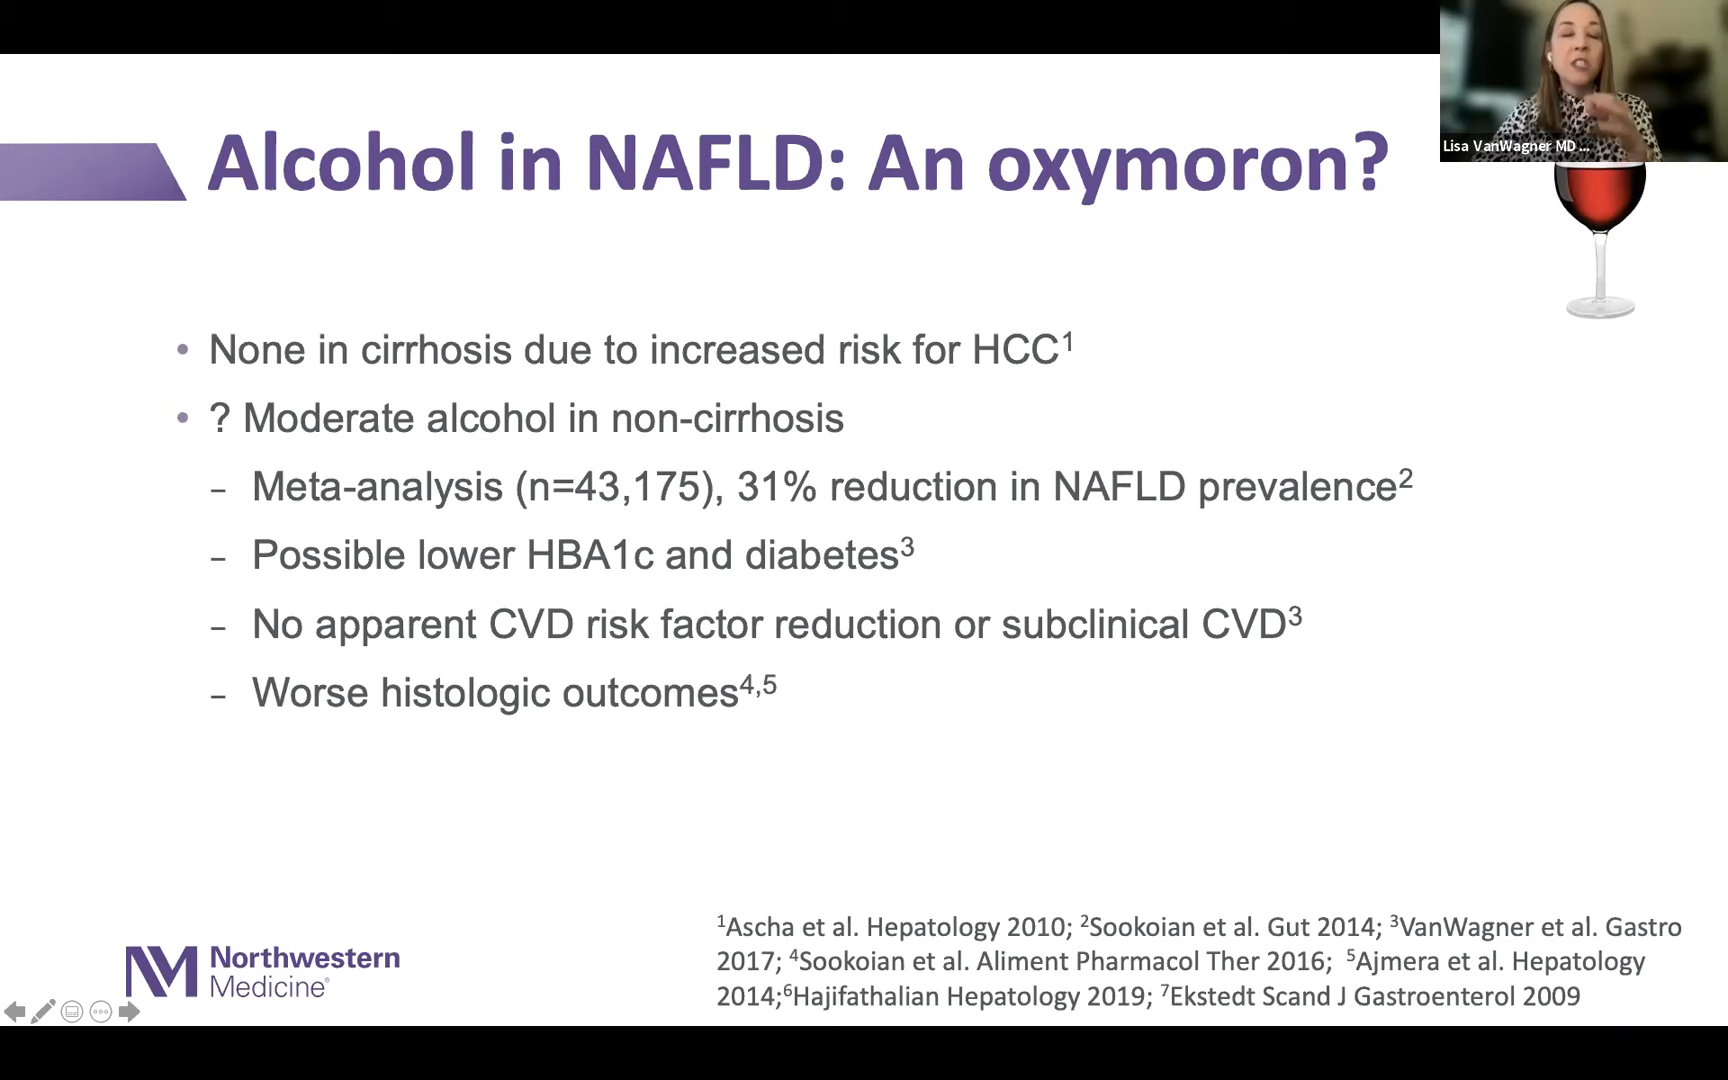 Lisa VanWagner MD ...
Alcohol in NAFLD: An oxymoron?
• None in cirrhosis due to increased risk for HCC¹
• ? Moderate alcohol in non-cirrhosis
– Meta-analysis (n=43,175), 31% reduction in NAFLD prevalence²
– Possible lower HBA1c and diabetes³
– No apparent CVD risk factor reduction or subclinical CVD³
– Worse histologic outcomes⁴,⁵
¹Ascha et al. Hepatology 2010; ²Sookoian et al. Gut 2014; ³VanWagner et al. Gastro
2017; ⁴Sookoian et al. Aliment Pharmacol Ther 2016; ⁵Ajmera et al. Hepatology
2014;⁶Hajifathalian Hepatology 2019; ⁷Ekstedt Scand J Gastroenterol 2009
NM Northwestern
Medicine®